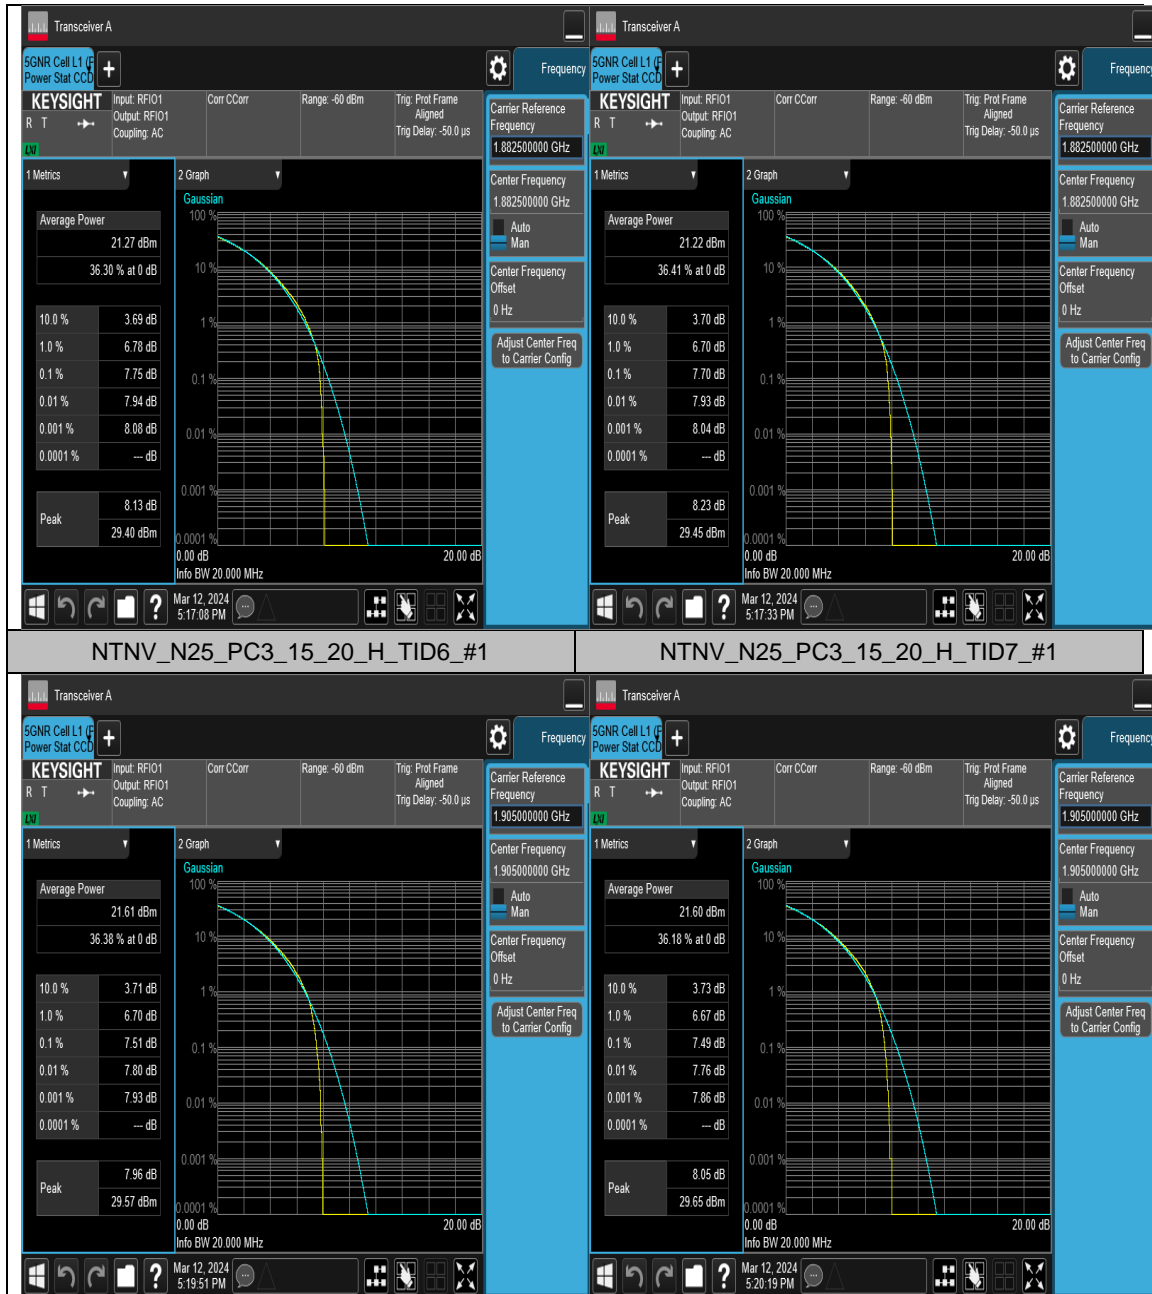 Transceiver A
5GNR Cell L1 (F
Power Stat CCD
+
Frequency
KEYSIGHT
R T
LXI
Input: RFIO1
Output: RFIO1
Coupling: AC
Corr CCorr
Range: -60 dBm
Trig: Prot Frame
Aligned
Trig Delay: -50.0 µs
Carrier Reference
Frequency
1.882500000 GHz
Center Frequency
1.882500000 GHz
Auto
Man
Center Frequency
Offset
0 Hz
Adjust Center Freq
to Carrier Config
1 Metrics
Average Power
21.27 dBm
36.30 % at 0 dB
10.0 % 3.69 dB
1.0 % 6.78 dB
0.1 % 7.75 dB
0.01 % 7.94 dB
0.001 % 8.08 dB
0.0001 % --- dB
Peak
8.13 dB
29.40 dBm
2 Graph
Gaussian
100 %
10 %
1 %
0.1 %
0.01 %
0.001 %
0.0001 %
0.00 dB 20.00 dB
Info BW 20.000 MHz
?
Mar 12, 2024
5:17:08 PM
Transceiver A
5GNR Cell L1 (F
Power Stat CCD
+
Frequency
KEYSIGHT
R T
LXI
Input: RFIO1
Output: RFIO1
Coupling: AC
Corr CCorr
Range: -60 dBm
Trig: Prot Frame
Aligned
Trig Delay: -50.0 µs
Carrier Reference
Frequency
1.882500000 GHz
Center Frequency
1.882500000 GHz
Auto
Man
Center Frequency
Offset
0 Hz
Adjust Center Freq
to Carrier Config
1 Metrics
Average Power
21.22 dBm
36.41 % at 0 dB
10.0 % 3.70 dB
1.0 % 6.70 dB
0.1 % 7.70 dB
0.01 % 7.93 dB
0.001 % 8.04 dB
0.0001 % --- dB
Peak
8.23 dB
29.45 dBm
2 Graph
Gaussian
100 %
10 %
1 %
0.1 %
0.01 %
0.001 %
0.0001 %
0.00 dB 20.00 dB
Info BW 20.000 MHz
?
Mar 12, 2024
5:17:33 PM
NTNV_N25_PC3_15_20_H_TID6_#1
NTNV_N25_PC3_15_20_H_TID7_#1
Transceiver A
5GNR Cell L1 (F
Power Stat CCD
+
Frequency
KEYSIGHT
R T
LXI
Input: RFIO1
Output: RFIO1
Coupling: AC
Corr CCorr
Range: -60 dBm
Trig: Prot Frame
Aligned
Trig Delay: -50.0 µs
Carrier Reference
Frequency
1.905000000 GHz
Center Frequency
1.905000000 GHz
Auto
Man
Center Frequency
Offset
0 Hz
Adjust Center Freq
to Carrier Config
1 Metrics
Average Power
21.61 dBm
36.38 % at 0 dB
10.0 % 3.71 dB
1.0 % 6.70 dB
0.1 % 7.51 dB
0.01 % 7.80 dB
0.001 % 7.93 dB
0.0001 % --- dB
Peak
7.96 dB
29.57 dBm
2 Graph
Gaussian
100 %
10 %
1 %
0.1 %
0.01 %
0.001 %
0.0001 %
0.00 dB 20.00 dB
Info BW 20.000 MHz
?
Mar 12, 2024
5:19:51 PM
Transceiver A
5GNR Cell L1 (F
Power Stat CCD
+
Frequency
KEYSIGHT
R T
LXI
Input: RFIO1
Output: RFIO1
Coupling: AC
Corr CCorr
Range: -60 dBm
Trig: Prot Frame
Aligned
Trig Delay: -50.0 µs
Carrier Reference
Frequency
1.905000000 GHz
Center Frequency
1.905000000 GHz
Auto
Man
Center Frequency
Offset
0 Hz
Adjust Center Freq
to Carrier Config
1 Metrics
Average Power
21.60 dBm
36.18 % at 0 dB
10.0 % 3.73 dB
1.0 % 6.67 dB
0.1 % 7.49 dB
0.01 % 7.76 dB
0.001 % 7.86 dB
0.0001 % --- dB
Peak
8.05 dB
29.65 dBm
2 Graph
Gaussian
100 %
10 %
1 %
0.1 %
0.01 %
0.001 %
0.0001 %
0.00 dB 20.00 dB
Info BW 20.000 MHz
?
Mar 12, 2024
5:20:19 PM